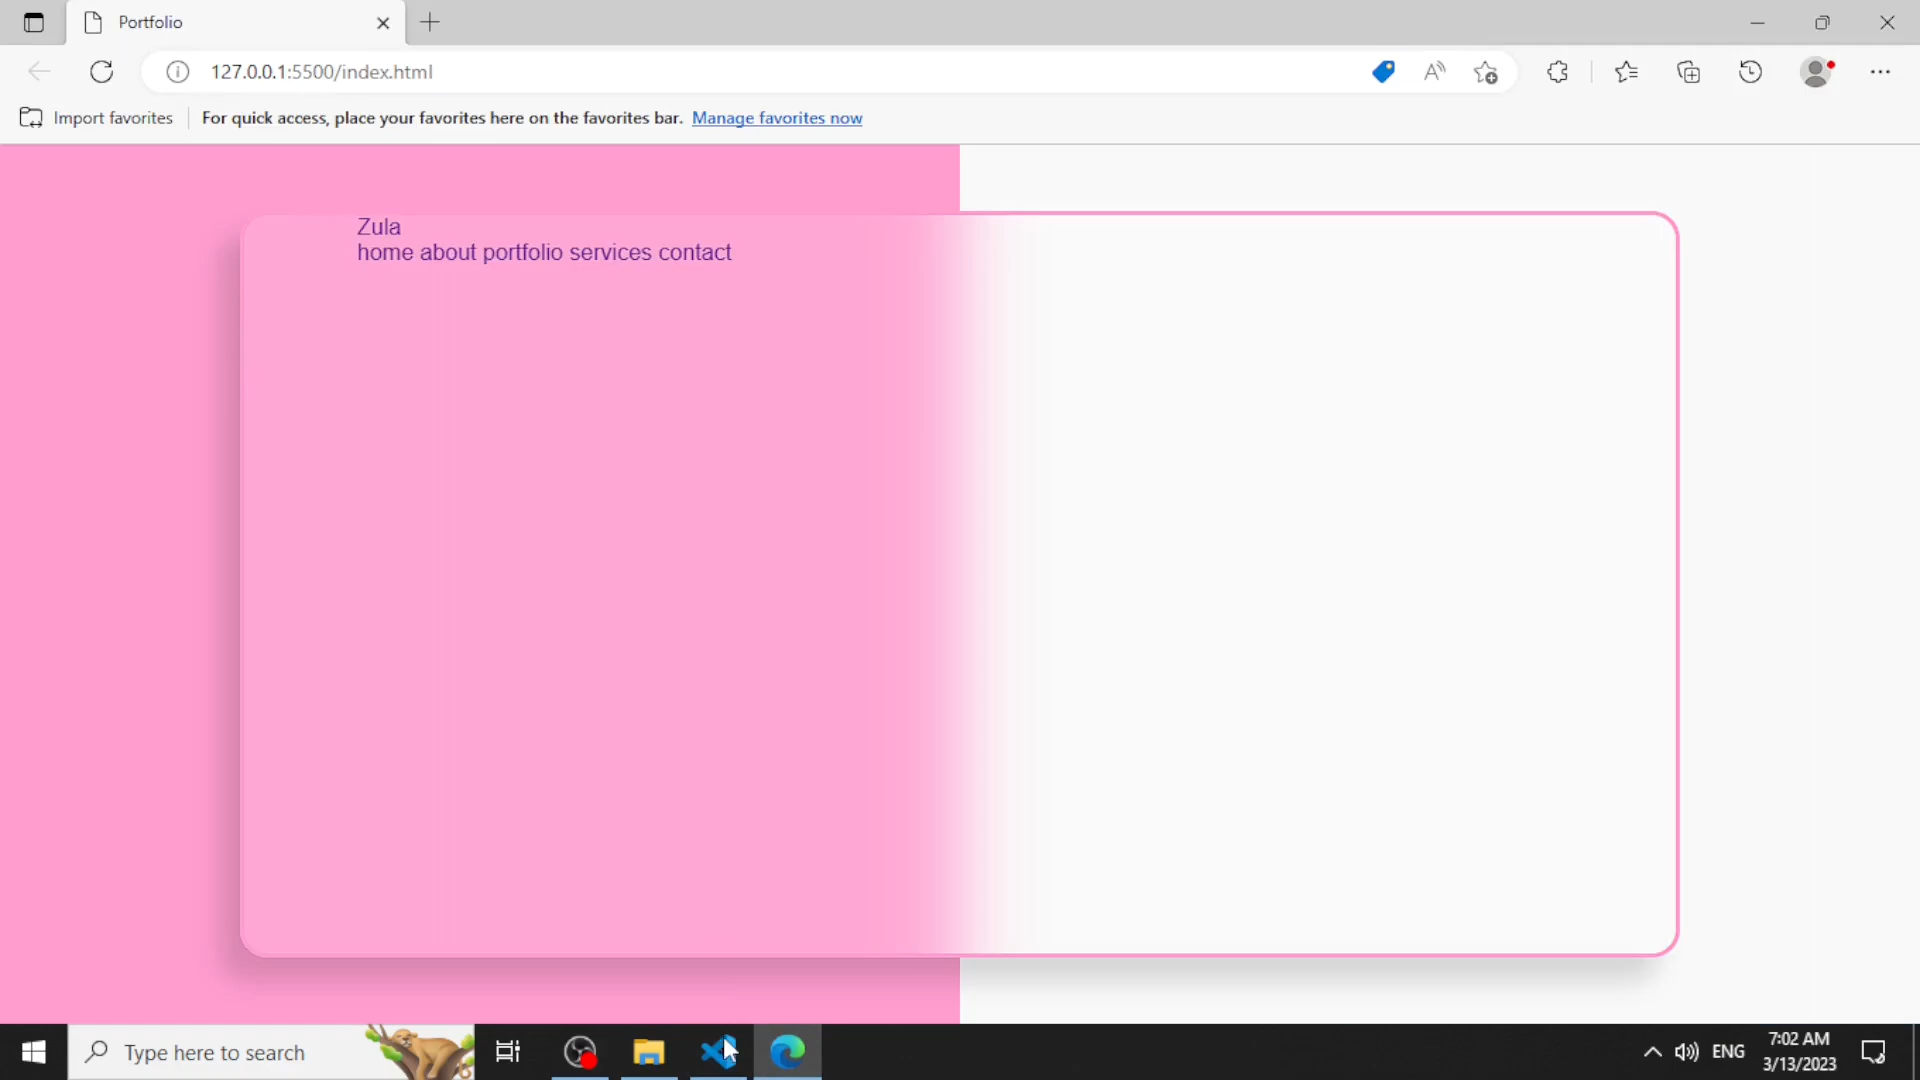 Portfolio
127.0.0.1:5500/index.html
Import favorites For quick access, place your favorites here on the favorites bar. Manage favorites now
Zula
home about portfolio services contact
Type here to search
ENG
7:02 AM
3/13/2023